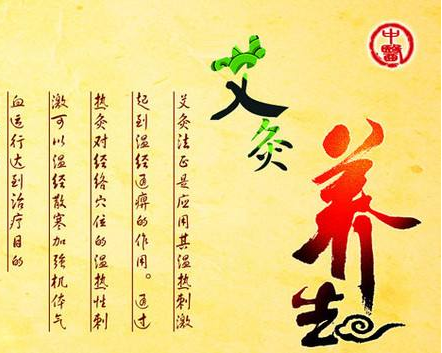 中醫
艾灸
养生
艾灸法正是应用其温热刺激
起到温经通痹的作用。通过
热灸对经络穴位的温热性刺
激可以温经散寒加强机体气
血运行达到治疗目的